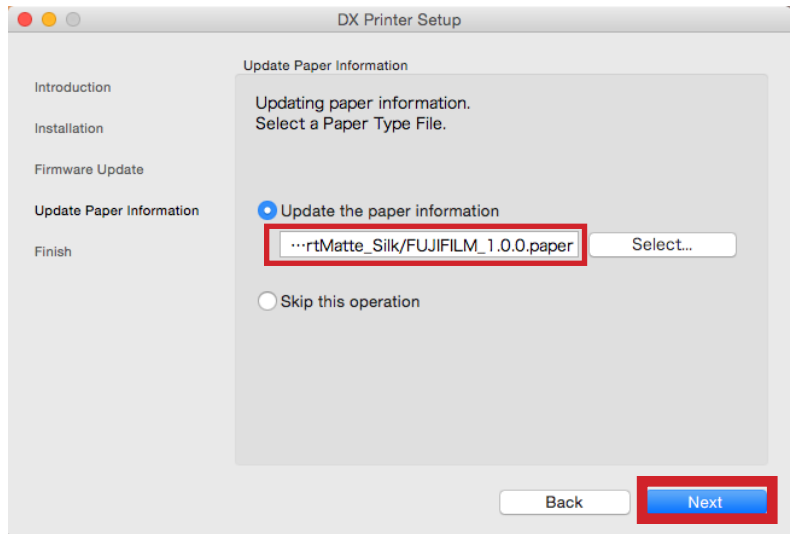 DX Printer Setup
Introduction
Installation
Firmware Update
Update Paper Information
Finish
Update Paper Information
Updating paper information.
Select a Paper Type File.
Update the paper information
···rtMatte_Silk/FUJIFILM_1.0.0.paper
Select...
Skip this operation
Back
Next